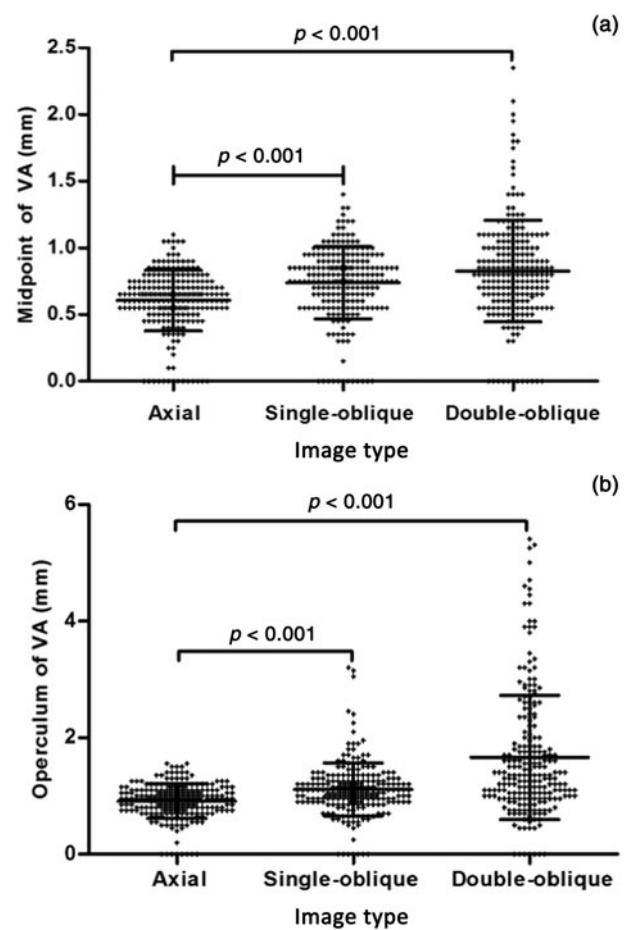 (a)
p < 0.001
p < 0.001
2.5
2.0
1.5
1.0
0.5
0.0
Midpoint of VA (mm)
Axial Single-oblique Double-oblique
Image type
(b)
p < 0.001
p < 0.001
6
4
2
0
Operculum of VA (mm)
Axial Single-oblique Double-oblique
Image type